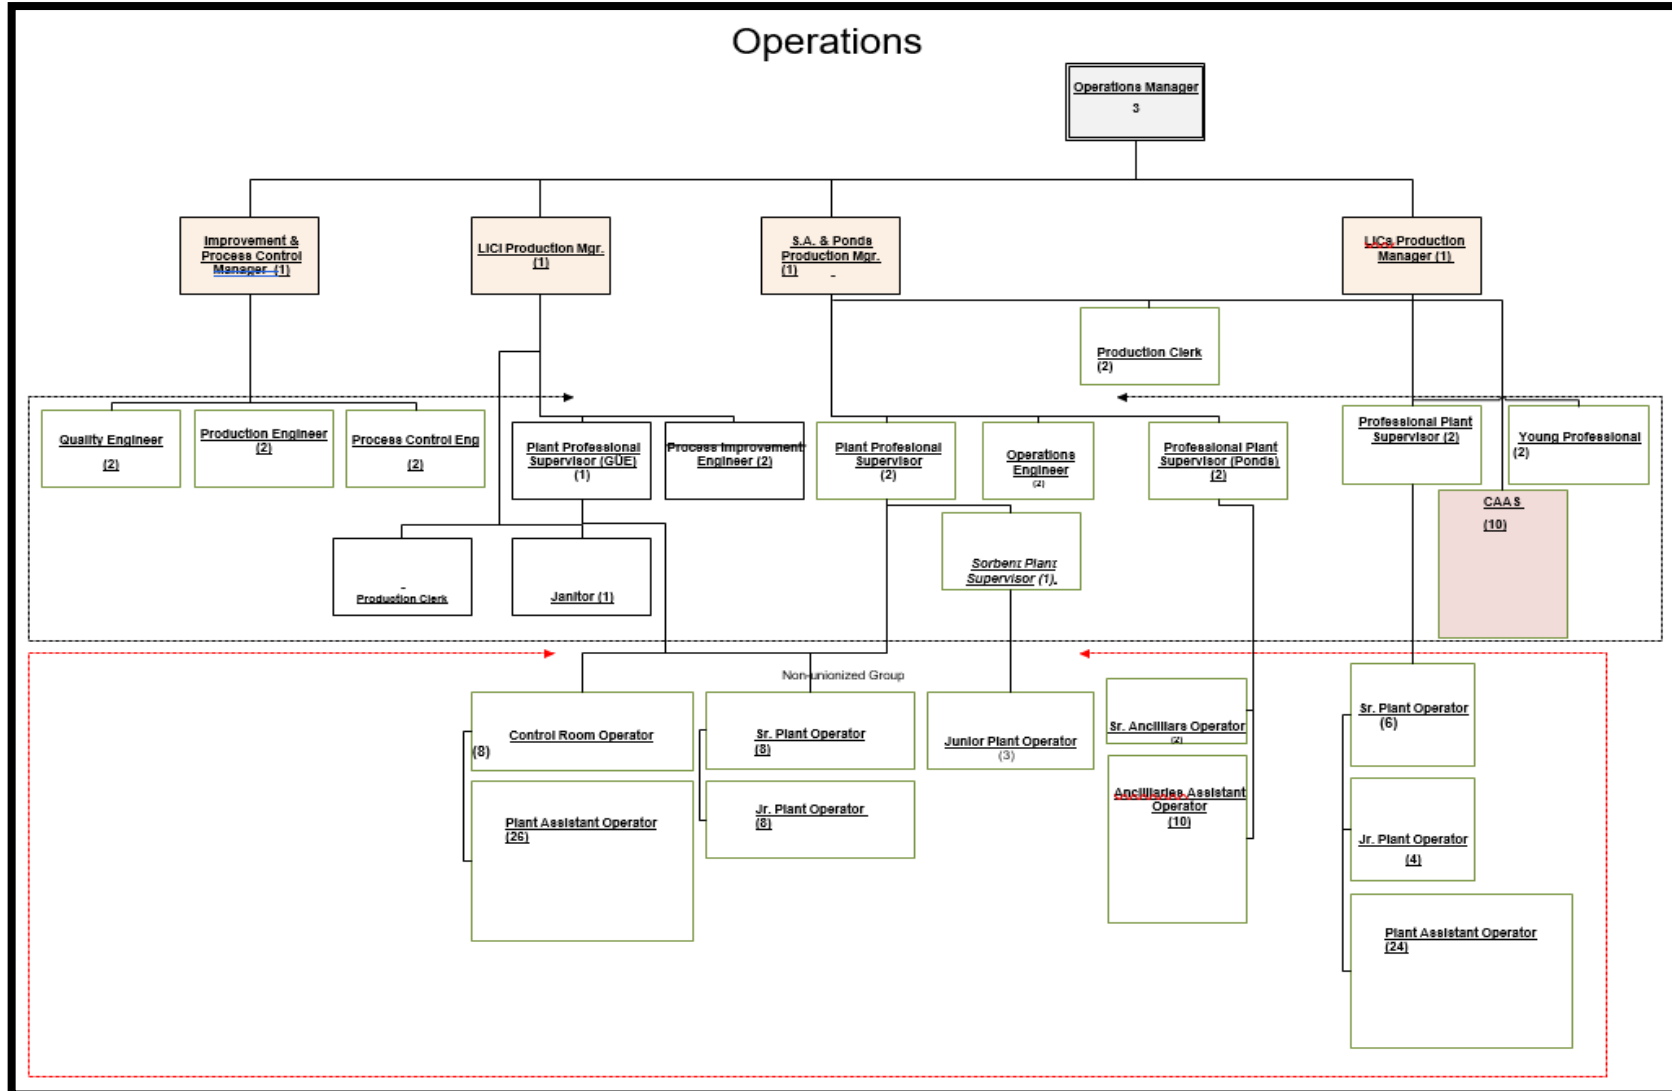 Operations
Operations Manager
3
Improvement &
Process Control
Manager (1)
LICl Production Mgr.
(1)
S.A. & Ponds
Production Mgr.
(1) -
LICa Production
Manager (1)
Production Clerk
(2)
Quality Engineer
(2)
Production Engineer
(2)
Process Control Eng
(2)
Plant Professional
Supervisor (GÜE)
(1)
Process Improvement
Engineer (2)
Plant Profesional
Supervisor
(2)
Operations
Engineer
(2)
Professional Plant
Supervisor (Ponds)
(2)
Professional Plant
Supervisor (2)
Young Professional
(2)
CAAS
(10)
-
Production Clerk
Janitor (1)
Sorbent Plant
Supervisor (1).
Non-unionized Group
Control Room Operator
(8)
Sr. Plant Operator
(8)
Junior Plant Operator
(3)
Sr. Ancilliars Operator
(2)
Sr. Plant Operator
(6)
Plant Assistant Operator
(26)
Jr. Plant Operator
(8)
Ancilliaries Assistant
Operator
(10)
Jr. Plant Operator
(4)
Plant Assistant Operator
(24)